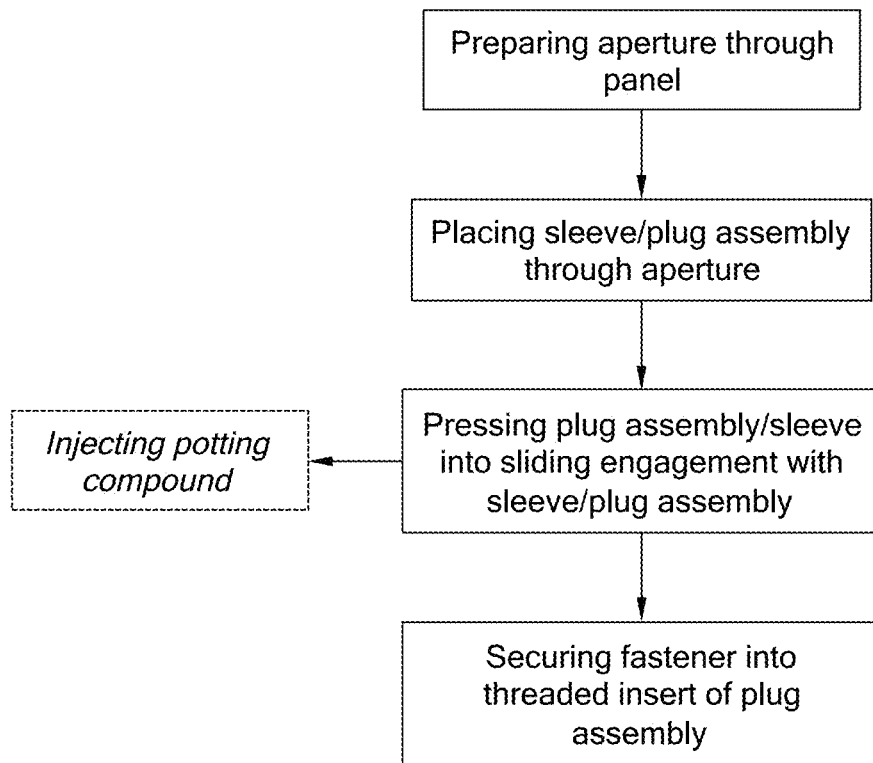 Preparing aperture through
panel
Placing sleeve/plug assembly
through aperture
Pressing plug assembly/sleeve
into sliding engagement with
sleeve/plug assembly
Injecting potting
compound
Securing fastener into
threaded insert of plug
assembly